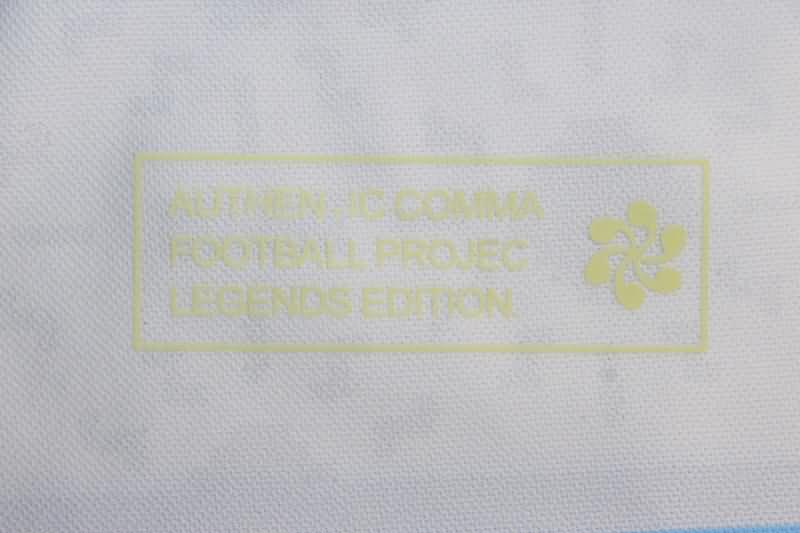 AUTHEN IC COMMA
FOOTBALL PROJEC
LEGENDS EDITION